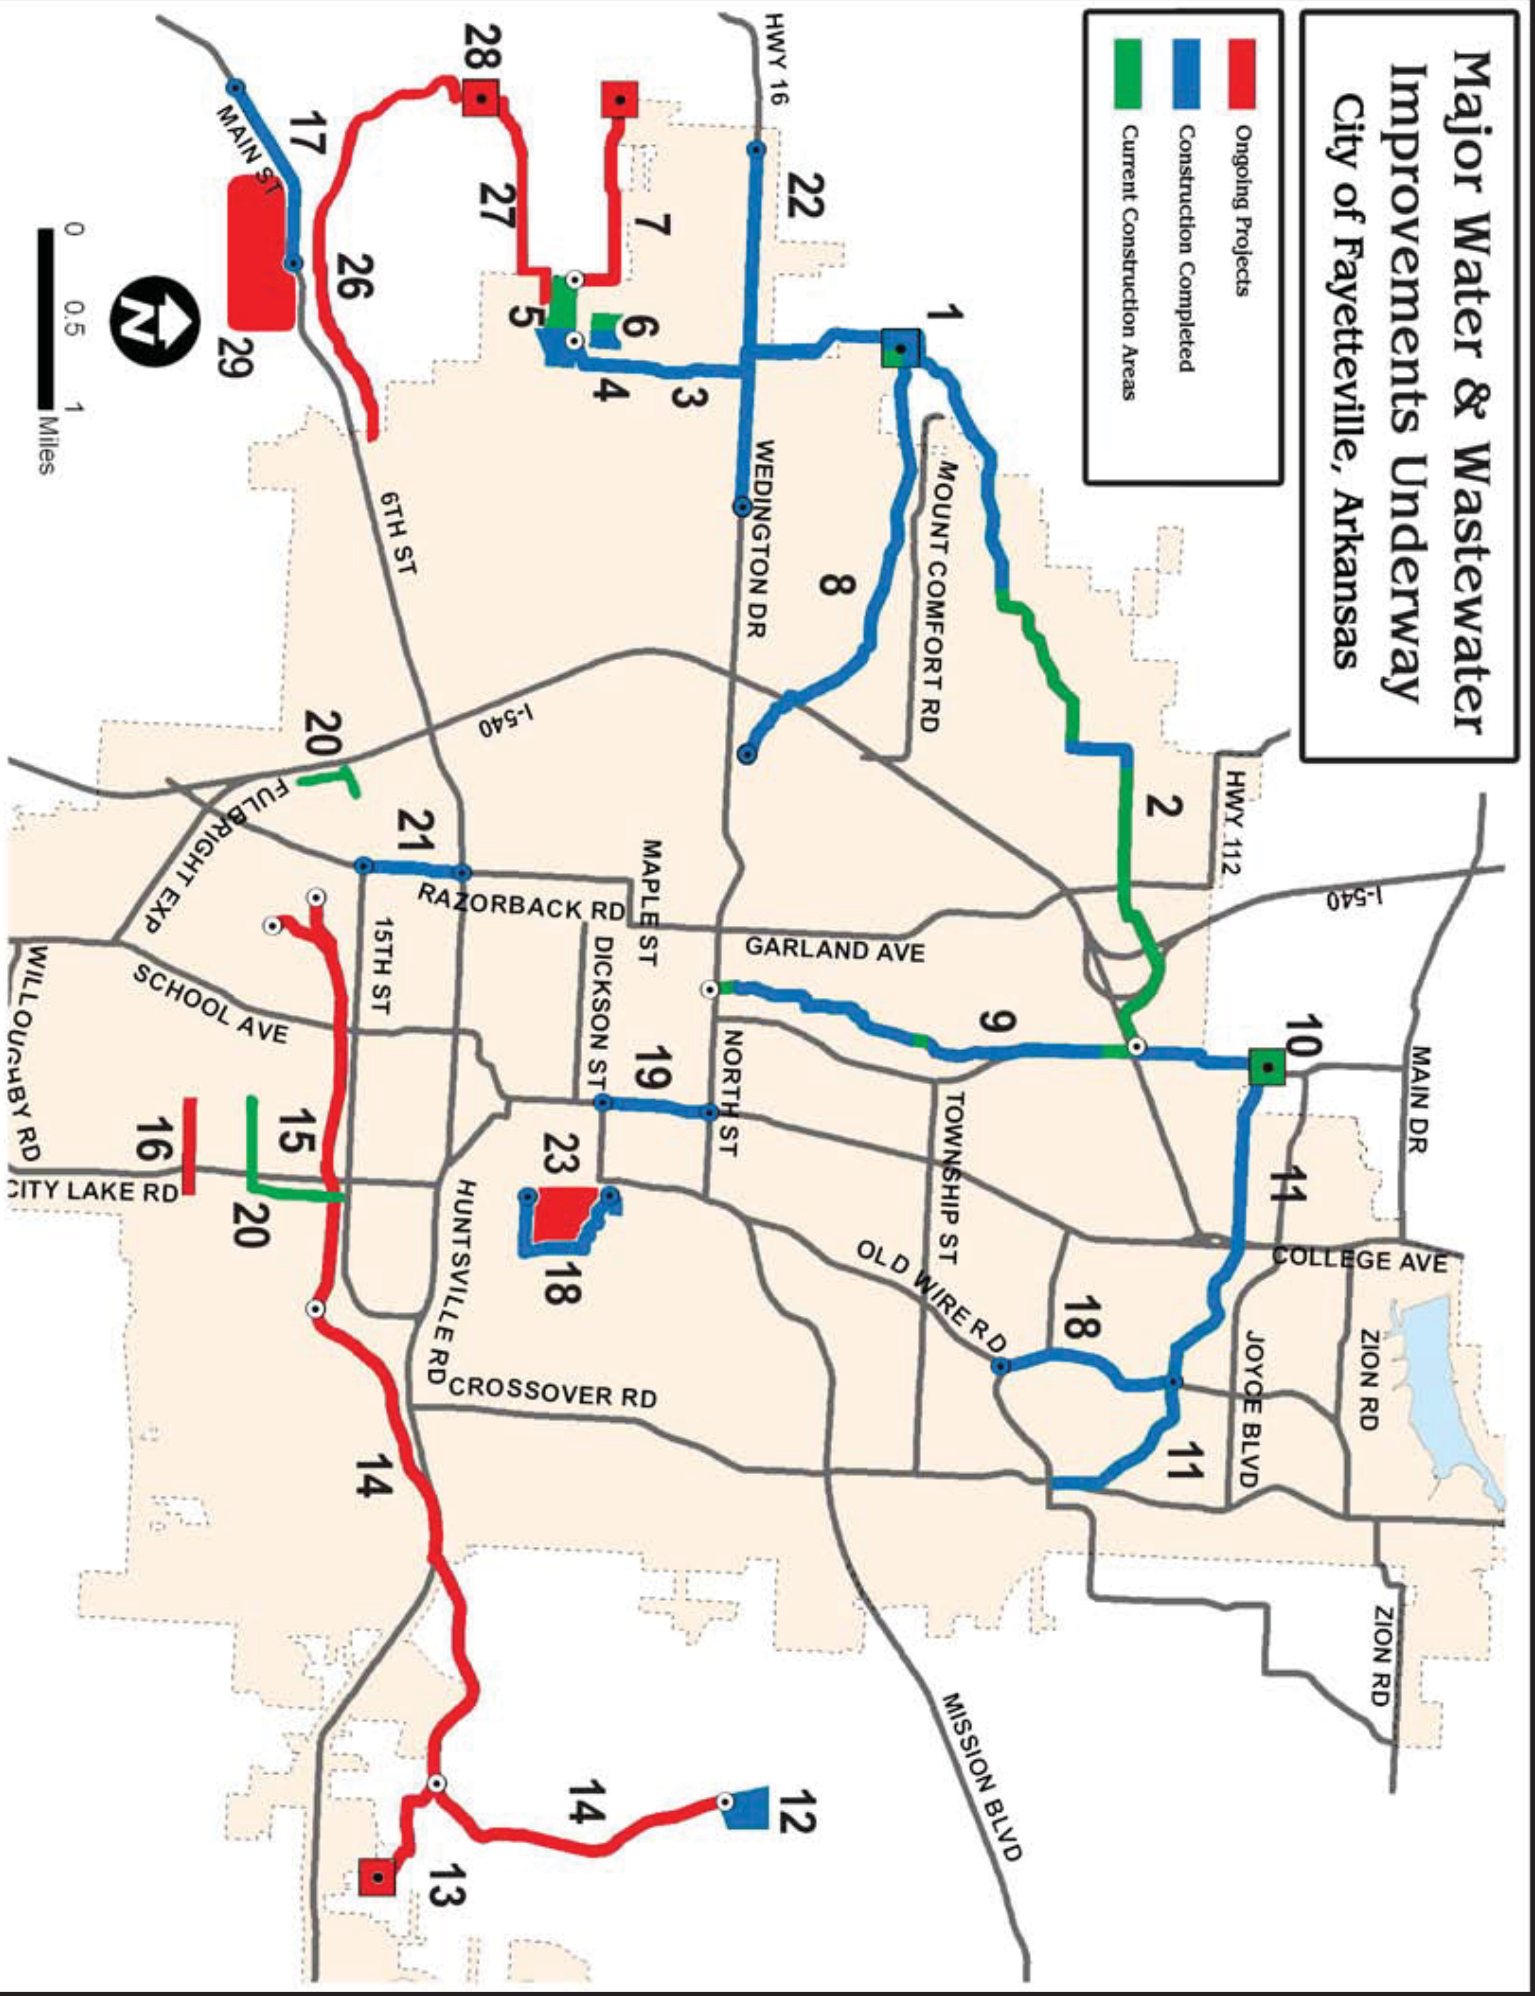 Major Water & Wastewater
Improvements Underway
City of Fayetteville, Arkansas
Ongoing Projects
Construction Completed
Current Construction Areas
HWY 16
22
1
28
7
27
5
6
4
3
17
MAIN ST
26
29
N
0
0.5
1
Miles
WEDINGTON DR
MOUNT COMFORT RD
8
6TH ST
I-540
2
HWY 112
I-540
20
FULBRIGHT EXP
21
RAZORBACK RD
MAPLE ST
GARLAND AVE
15TH ST
DICKSON ST
SCHOOL AVE
WILLOUGHBY RD
9
10
MAIN DR
NORTH ST
19
TOWNSHIP ST
15
16
CITY LAKE RD
20
23
18
HUNTSVILLE RD
11
COLLEGE AVE
OLD WIRE RD
18
JOYCE BLVD
ZION RD
CROSSOVER RD
11
14
ZION RD
MISSION BLVD
14
12
13